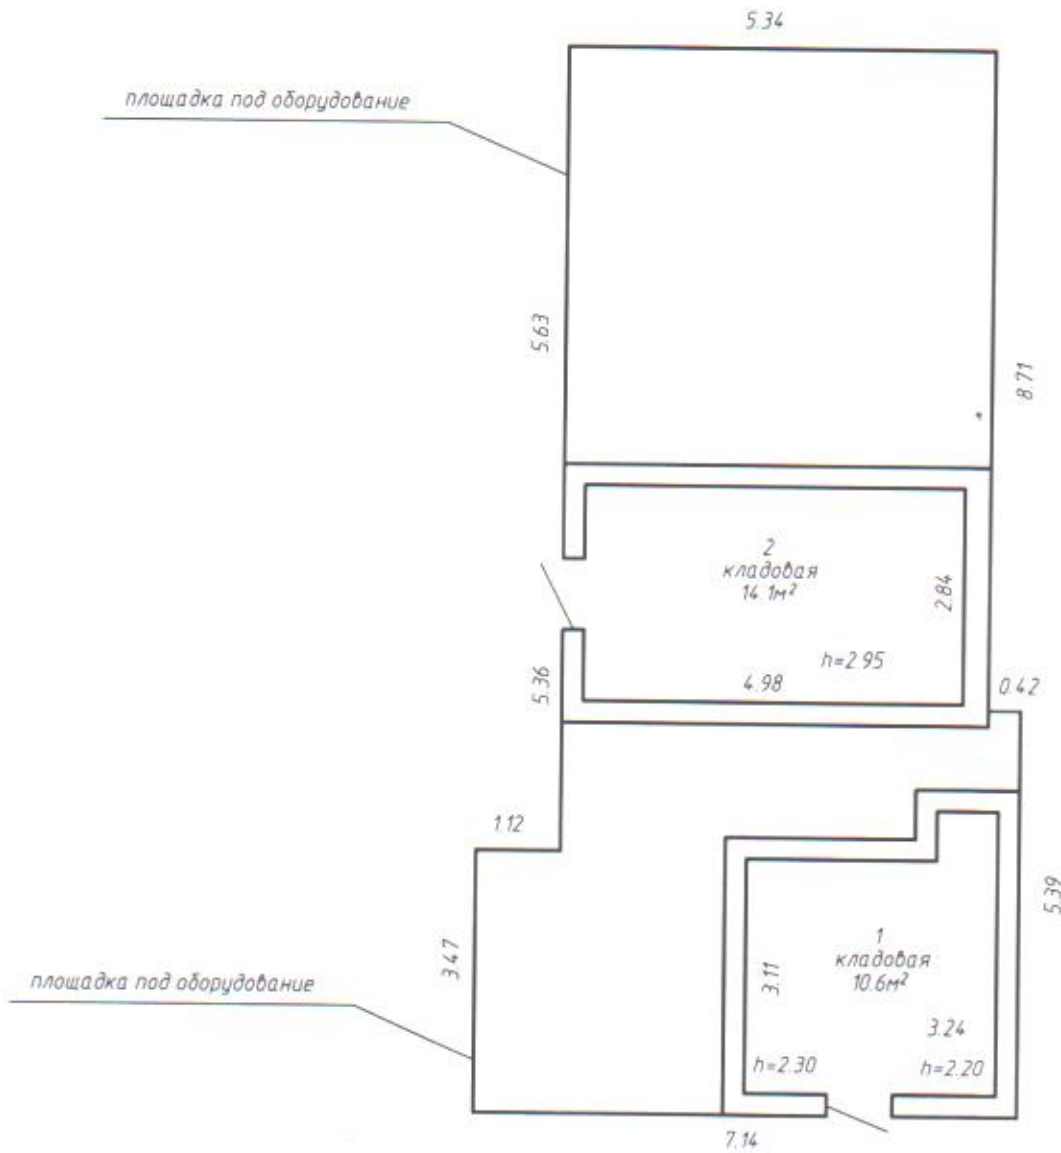 5.34
площадка под оборудование
5.63
8.71
2
кладовая
14.1м²
2.84
h=2.95
4.98
5.36
0.42
1.12
5.39
3.47
1
кладовая
10.6м²
3.11
площадка под оборудование
3.24
h=2.30
h=2.20
7.14